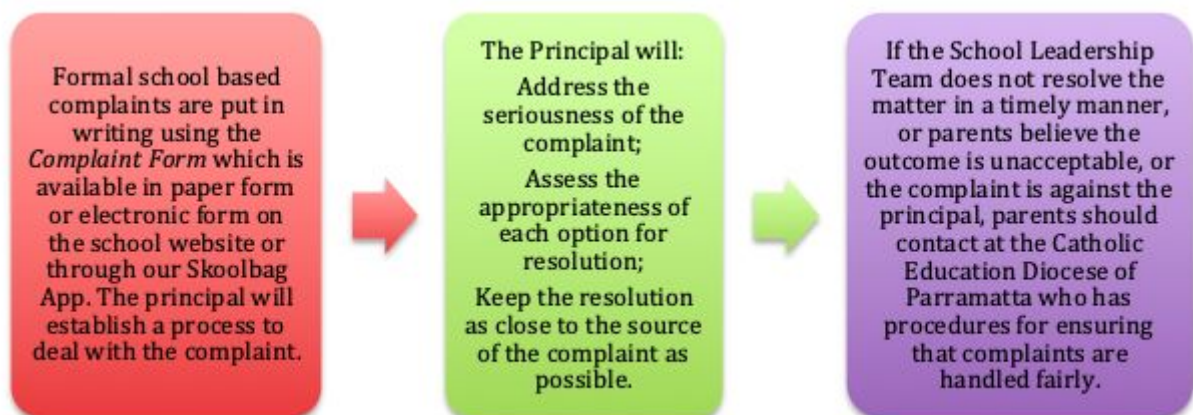 Formal school based
complaints are put in
writing using the
Complaint Form which is
available in paper form
or electronic form on
the school website or
through our Skoolbag
App. The principal will
establish a process to
deal with the complaint.
The Principal will:
Address the
seriousness of the
complaint;
Assess the
appropriateness of
each option for
resolution;
Keep the resolution
as close to the source
of the complaint as
possible.
If the School Leadership
Team does not resolve the
matter in a timely manner,
or parents believe the
outcome is unacceptable, or
the complaint is against the
principal, parents should
contact at the Catholic
Education Diocese of
Parramatta who has
procedures for ensuring
that complaints are
handled fairly.